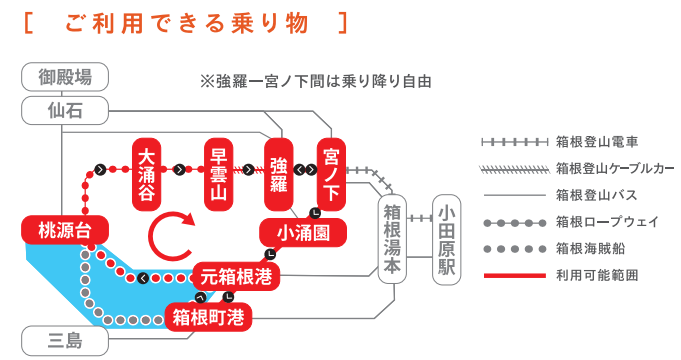 [ ご利用できる乗り物 ]
御殿場
仙石
※強羅ー宮ノ下間は乗り降り自由
大涌谷
早雲山
強羅
宮ノ下
箱根登山電車
箱根登山ケーブルカー
箱根登山バス
箱根ロープウェイ
箱根海賊船
利用可能範囲
桃源台
小涌園
箱根湯本
小田原駅
元箱根港
箱根町港
三島